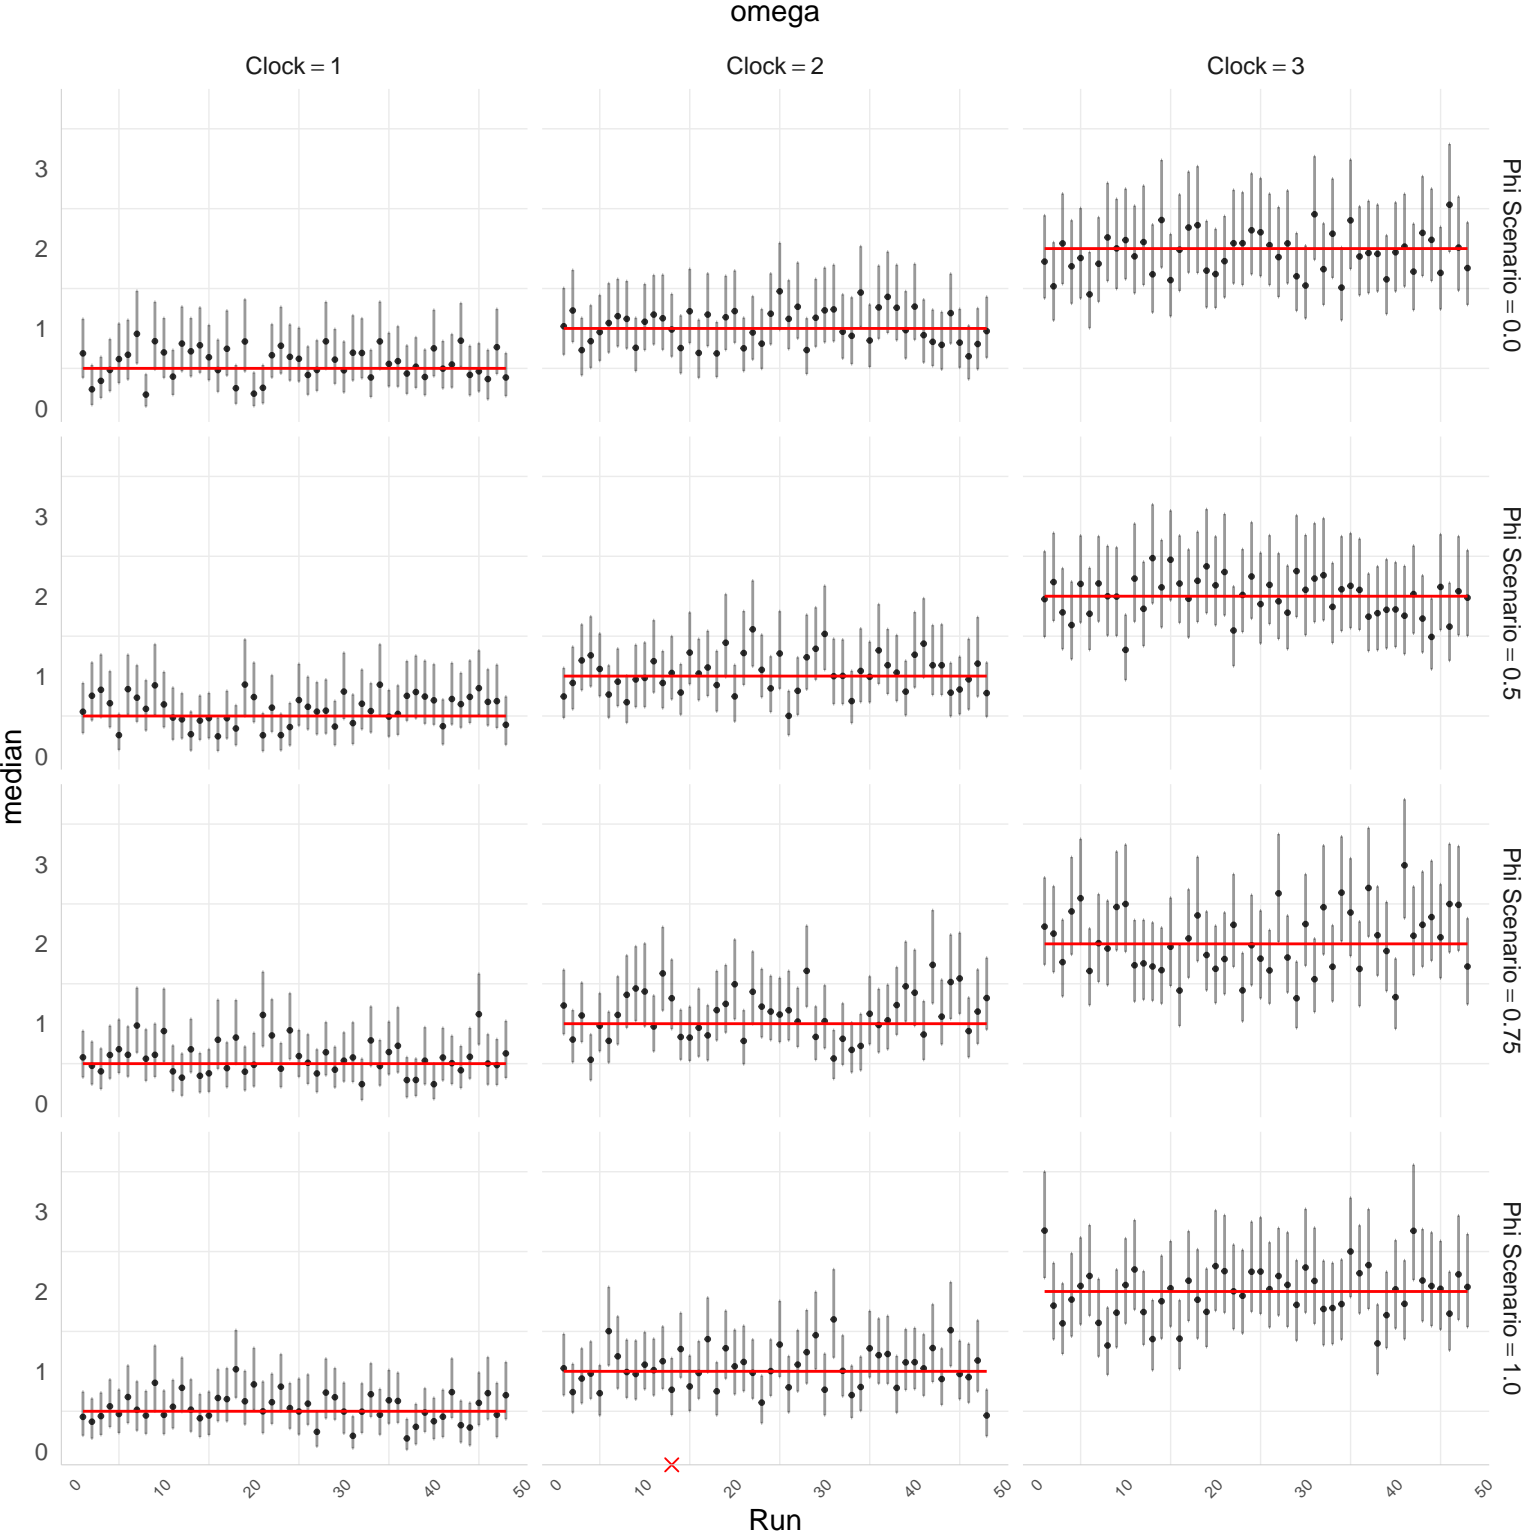 omega
Clock = 1
Clock = 2
Clock = 3
3
2
1
0
Phi Scenario = 0.0
3
2
1
0
Phi Scenario = 0.5
median
3
2
1
0
Phi Scenario = 0.75
3
2
1
0
Phi Scenario = 1.0
0 10 20 30 40 50
0 10 20 30 40 50
0 10 20 30 40 50
Run